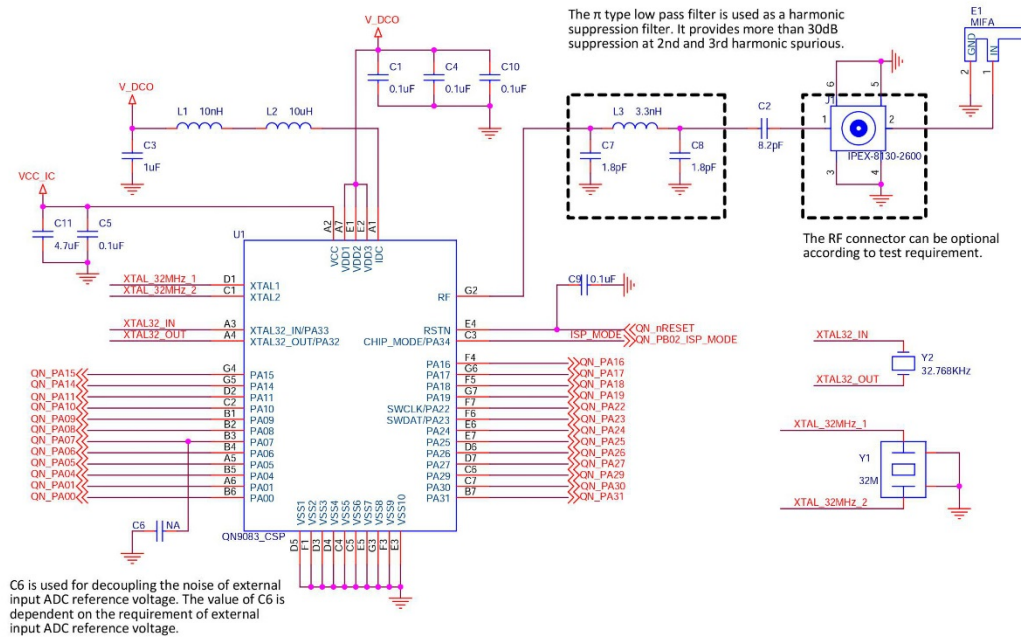 The π type low pass filter is used as a harmonic
suppression filter. It provides more than 30dB
suppression at 2nd and 3rd harmonic spurious.
E1
MIFA
GND
IN
2
1
V_DCO
C1
0.1uF
C4
0.1uF
C10
0.1uF
V_DCO
L1 10nH
L2 10uH
C3
1uF
L3 3.3nH
C7
1.8pF
C8
1.8pF
C2
8.2pF
J1
6
5
1
2
3
4
IPEX-8130-2600
The RF connector can be optional
according to test requirement.
VCC_IC
C11
4.7uF
C5
0.1uF
U1
A2
A7
E1
E2
A1
VCC
VDD1
VDD2
VDD3
IDC
XTAL_32MHz_1 D1 XTAL1
XTAL_32MHz_2 C1 XTAL2
XTAL32_IN A3 XTAL32_IN/PA33
XTAL32_OUT A4 XTAL32_OUT/PA32
QN_PA15 G4 PA15
QN_PA14 G5 PA14
QN_PA11 D2 PA11
QN_PA10 C2 PA10
QN_PA09 B1 PA09
QN_PA08 B2 PA08
QN_PA07 B3 PA07
QN_PA06 B4 PA06
QN_PA05 A5 PA05
QN_PA04 B5 PA04
QN_PA01 A6 PA01
QN_PA00 B6 PA00
RF G2
C9 0.1uF
RSTN E4 QN_nRESET
CHIP_MODE/PA34 C3 ISP_MODE QN_PB02_ISP_MODE
PA16 F4 QN_PA16
PA17 G6 QN_PA17
PA18 F5 QN_PA18
PA19 G7 QN_PA19
SWCLK/PA22 F7 QN_PA22
SWDAT/PA23 F6 QN_PA23
PA24 E6 QN_PA24
PA25 E7 QN_PA25
PA26 D6 QN_PA26
PA27 D7 QN_PA27
PA29 C6 QN_PA29
PA30 C7 QN_PA30
PA31 B7 QN_PA31
VSS1
VSS2
VSS3
VSS4
VSS5
VSS6
VSS7
VSS8
VSS9
VSS10
QN9083_CSP
D5
F1
D3
D4
C4
C5
E5
G3
F3
E3
C6 NA
XTAL32_IN
Y2
32.768KHz
XTAL32_OUT
XTAL_32MHz_1
Y1
32M
XTAL_32MHz_2
C6 is used for decoupling the noise of external
input ADC reference voltage. The value of C6 is
dependent on the requirement of external
input ADC reference voltage.